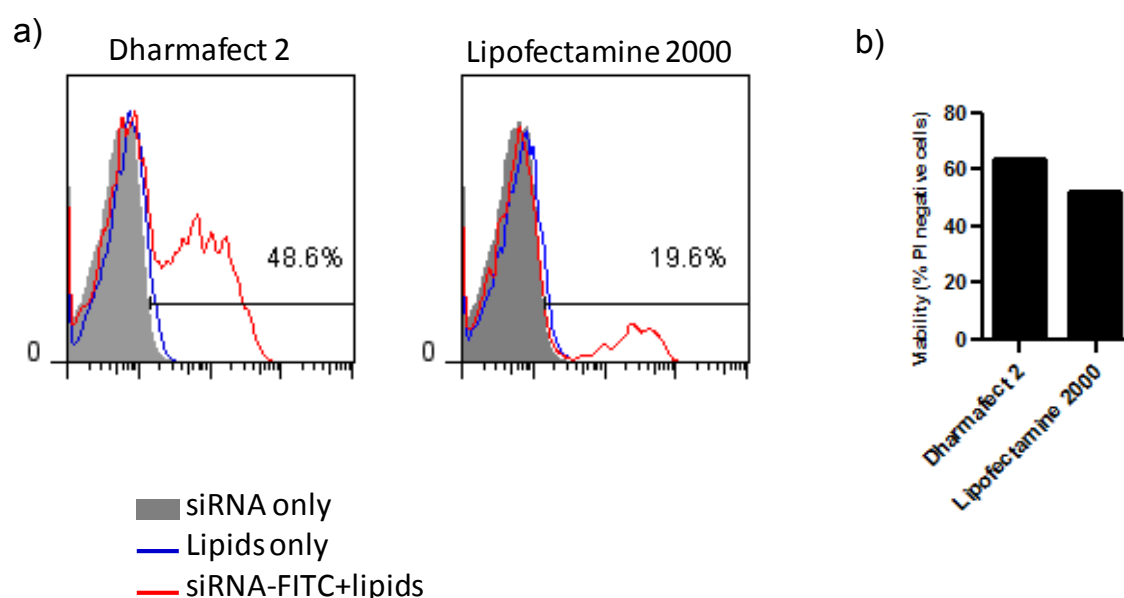 a)
Dharmafect 2
48.6%
0
Lipofectamine 2000
19.6%
0
siRNA only
Lipids only
siRNA-FITC+lipids
b)
Viability (% PI negative cells)
80
60
40
20
0
Dharmafect 2
Lipofectamine 2000